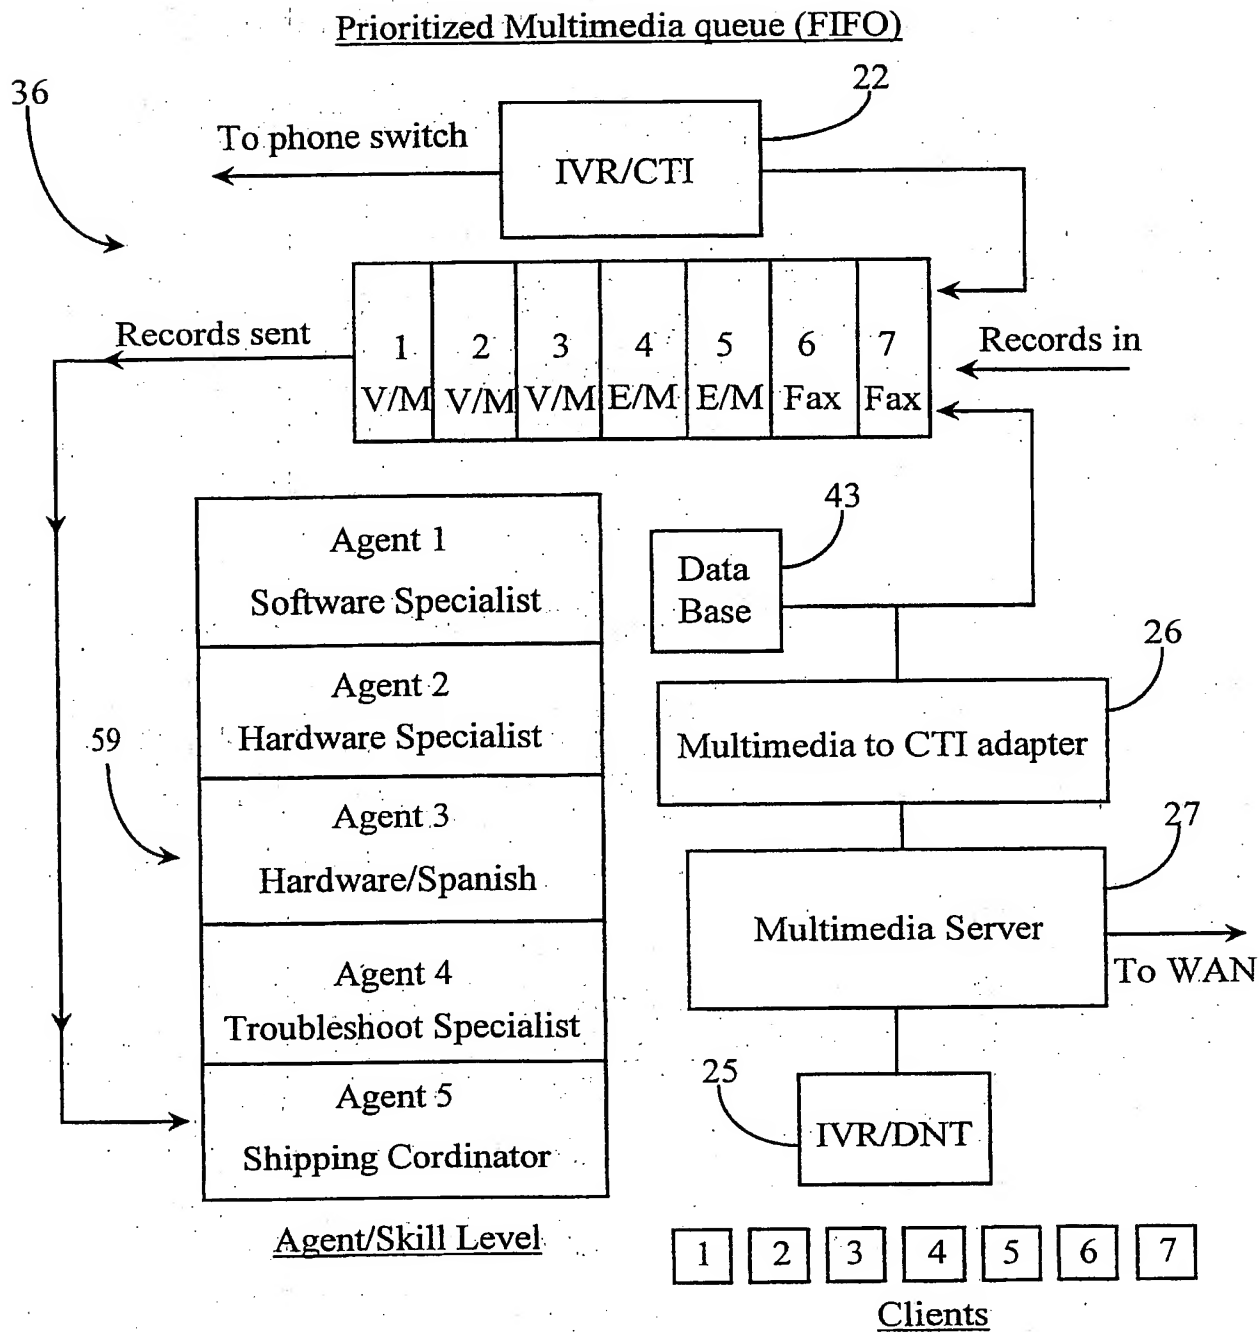 Prioritized Multimedia queue (FIFO)
36
22
To phone switch
IVR/CTI
Records sent
1 2 3 4 5 6 7
V/M V/M V/M E/M E/M Fax Fax
Records in
Agent 1
Software Specialist
Agent 2
Hardware Specialist
Agent 3
Hardware/Spanish
Agent 4
Troubleshoot Specialist
Agent 5
Shipping Cordinator
Agent/Skill Level
59
43
Data
Base
26
Multimedia to CTI adapter
27
Multimedia Server
To WAN
25
IVR/DNT
1 2 3 4 5 6 7
Clients